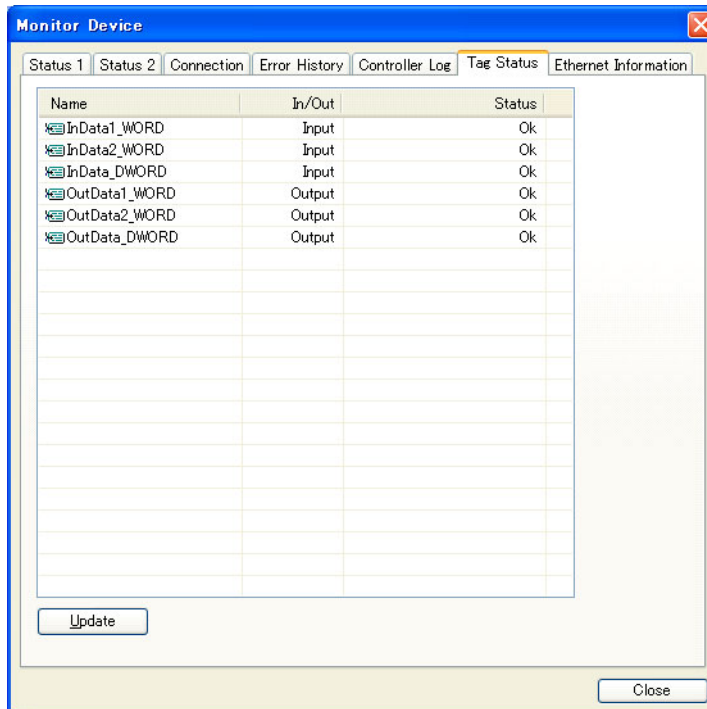 Monitor Device
Status 1 Status 2 Connection Error History Controller Log Tag Status Ethernet Information
Name In/Out Status
InData1_WORD Input Ok
InData2_WORD Input Ok
InData_DWORD Input Ok
OutData1_WORD Output Ok
OutData2_WORD Output Ok
OutData_DWORD Output Ok
Update
Close